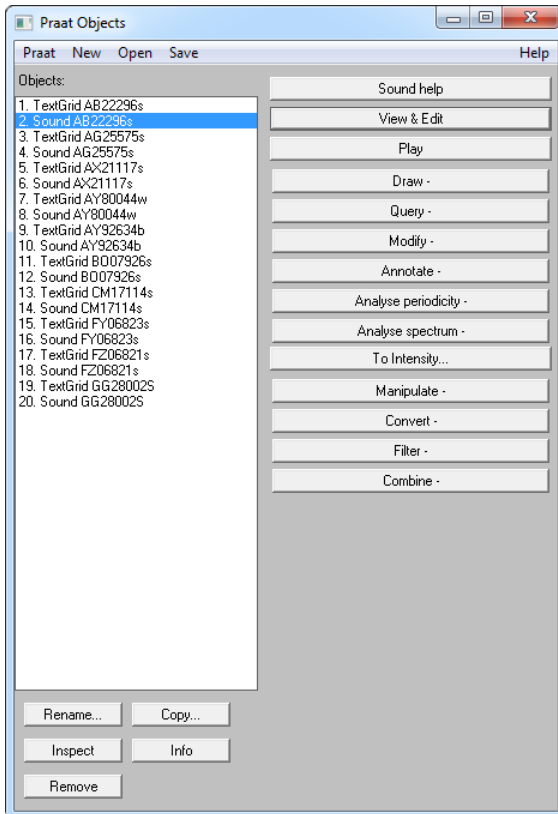 Praat Objects
Praat New Open Save Help
Objects:
1. TextGrid AB22296s
2. Sound AB22296s
3. TextGrid AG25575s
4. Sound AG25575s
5. TextGrid AX21117s
6. Sound AX21117s
7. TextGrid AY80044w
8. Sound AY80044w
9. TextGrid AY92634b
10. Sound AY92634b
11. TextGrid BO07926s
12. Sound BO07926s
13. TextGrid CM17114s
14. Sound CM17114s
15. TextGrid FY06823s
16. Sound FY06823s
17. TextGrid FZ06821s
18. Sound FZ06821s
19. TextGrid GG28002S
20. Sound GG28002S
Sound help
View & Edit
Play
Draw -
Query -
Modify -
Annotate -
Analyse periodicity -
Analyse spectrum -
To Intensity...
Manipulate -
Convert -
Filter -
Combine -
Rename... Copy...
Inspect Info
Remove